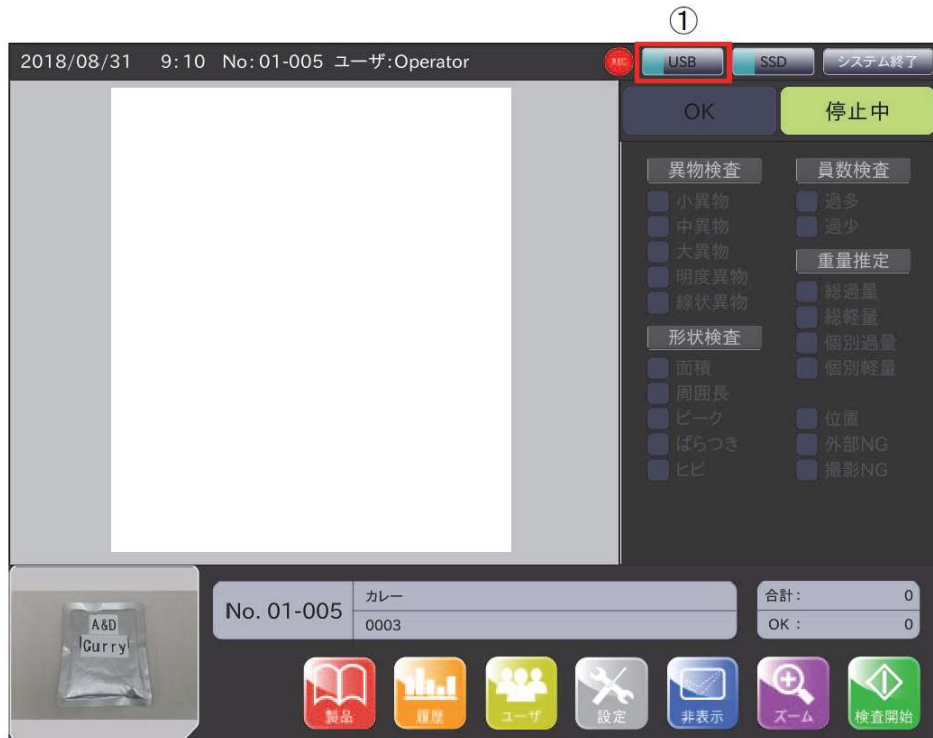 ①
2018/08/31 9:10 No:01-005 ユーザ:Operator
REC
USB
SSD
システム終了
OK
停止中
異物検査
小異物
中異物
大異物
明度異物
線状異物
形状検査
面積
周囲長
ピーク
ばらつき
ヒビ
員数検査
過多
過少
重量推定
総過量
総軽量
個別過量
個別軽量
位置
外部NG
撮影NG
A&D
Curry
No. 01-005
カレー
0003
合計: 0
OK : 0
製品
履歴
ユーザ
設定
非表示
ズーム
検査開始